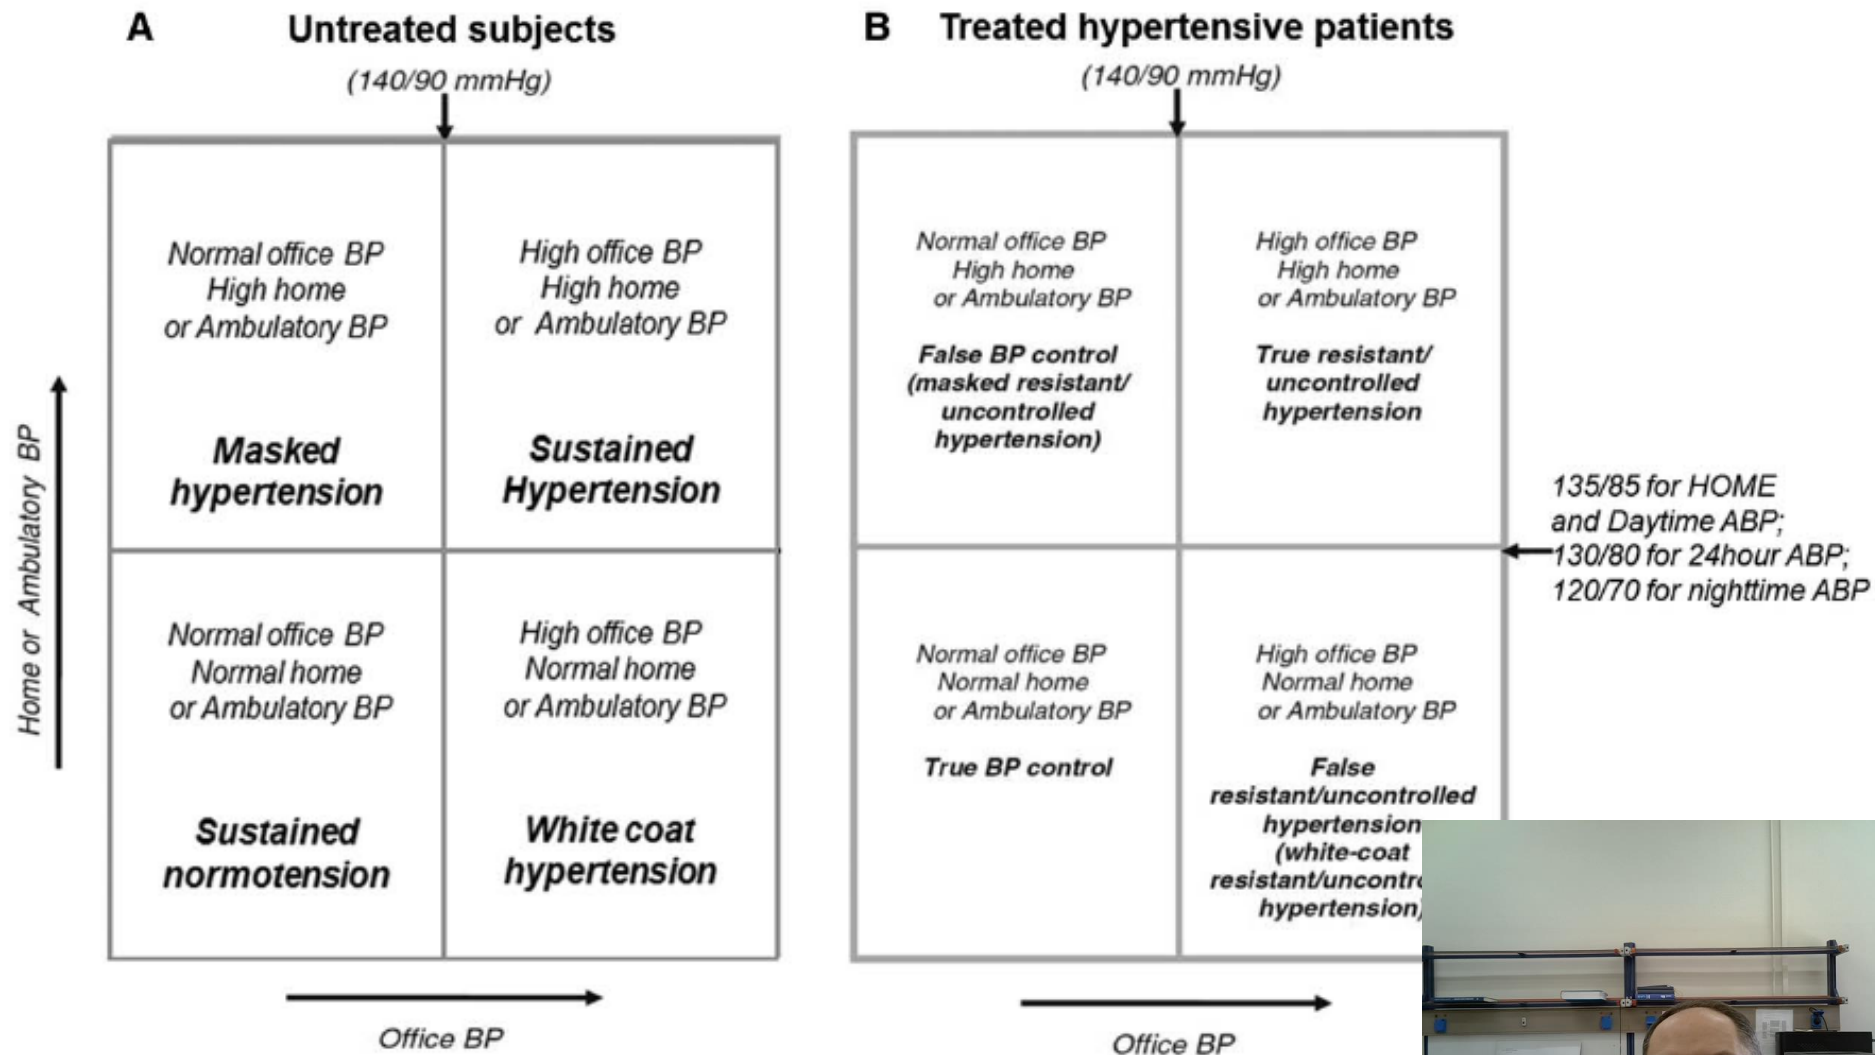 A Untreated subjects
(140/90 mmHg)
Normal office BP
High home
or Ambulatory BP
Masked
hypertension
High office BP
High home
or Ambulatory BP
Sustained
Hypertension
Normal office BP
Normal home
or Ambulatory BP
Sustained
normotension
High office BP
Normal home
or Ambulatory BP
White coat
hypertension
Home or Ambulatory BP
Office BP
B Treated hypertensive patients
(140/90 mmHg)
Normal office BP
High home
or Ambulatory BP
False BP control
(masked resistant/
uncontrolled
hypertension)
High office BP
High home
or Ambulatory BP
True resistant/
uncontrolled
hypertension
135/85 for HOME
and Daytime ABP;
130/80 for 24hour ABP;
120/70 for nighttime ABP
Normal office BP
Normal home
or Ambulatory BP
True BP control
High office BP
Normal home
or Ambulatory BP
False
resistant/uncontrolled
hypertension
(white-coat
hypertension)
Office BP